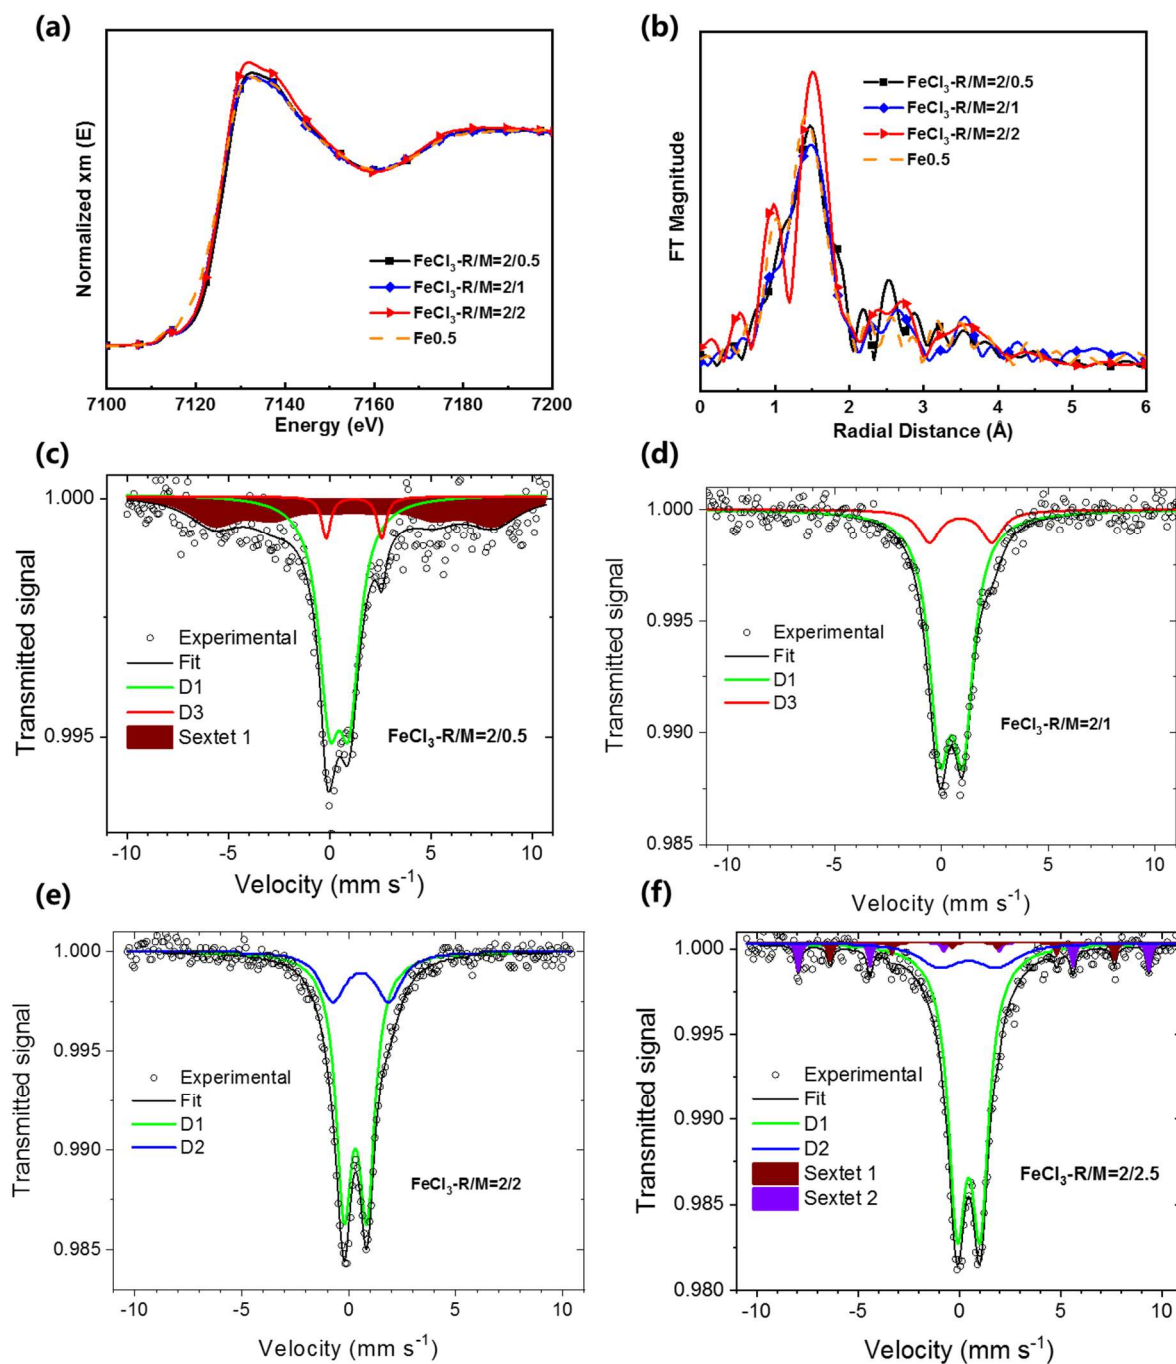 (a)
Normalized xm (E)
FeCl₃-R/M=2/0.5
FeCl₃-R/M=2/1
FeCl₃-R/M=2/2
Fe0.5
7100 7120 7140 7160 7180 7200
Energy (eV)
(b)
FT Magnitude
FeCl₃-R/M=2/0.5
FeCl₃-R/M=2/1
FeCl₃-R/M=2/2
Fe0.5
0 1 2 3 4 5 6
Radial Distance (Å)
(c)
Transmitted signal
1.000
0.995
Experimental
Fit
D1
D3
Sextet 1
FeCl₃-R/M=2/0.5
-10 -5 0 5 10
Velocity (mm s⁻¹)
(d)
Transmitted signal
1.000
0.995
0.990
0.985
Experimental
Fit
D1
D3
FeCl₃-R/M=2/1
-10 -5 0 5 10
Velocity (mm s⁻¹)
(e)
Transmitted signal
1.000
0.995
0.990
0.985
Experimental
Fit
D1
D2
FeCl₃-R/M=2/2
-10 -5 0 5 10
Velocity (mm s⁻¹)
(f)
Transmitted signal
1.000
0.995
0.990
0.985
0.980
Experimental
Fit
D1
D2
Sextet 1
Sextet 2
FeCl₃-R/M=2/2.5
-10 -5 0 5 10
Velocity (mm s⁻¹)